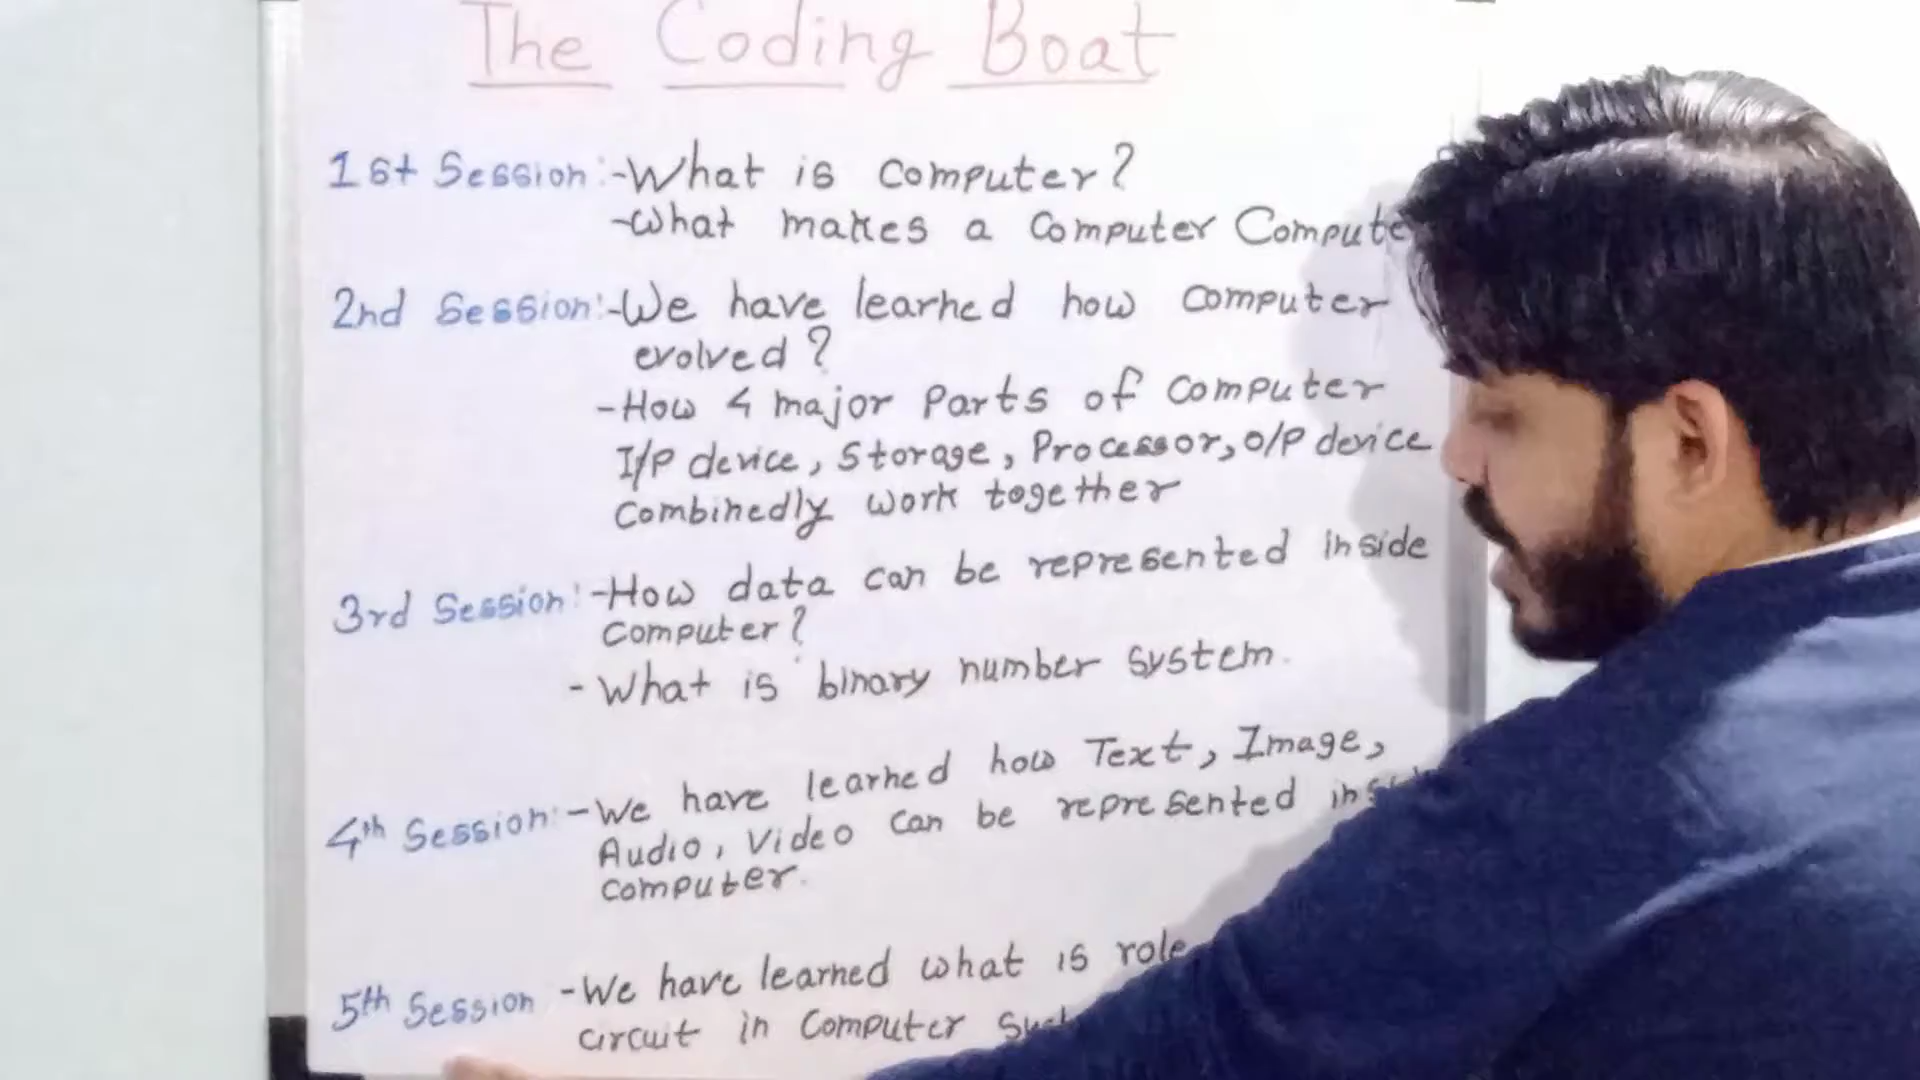 The Coding Boat
1st Session:-What is computer?
-What makes a Computer
2nd Session:-We have learned how computer
evolved?
-How 4 major Parts of computer
I/P device, Storage, Processor, O/P device
Combinedly work together
3rd Session:-How data can be represented inside
computer?
-What is binary number system.
4th Session:-We have learned how Text, Image,
Audio, Video can be represented
computer.
5th Session -We have learned what is role
circuit in Computer